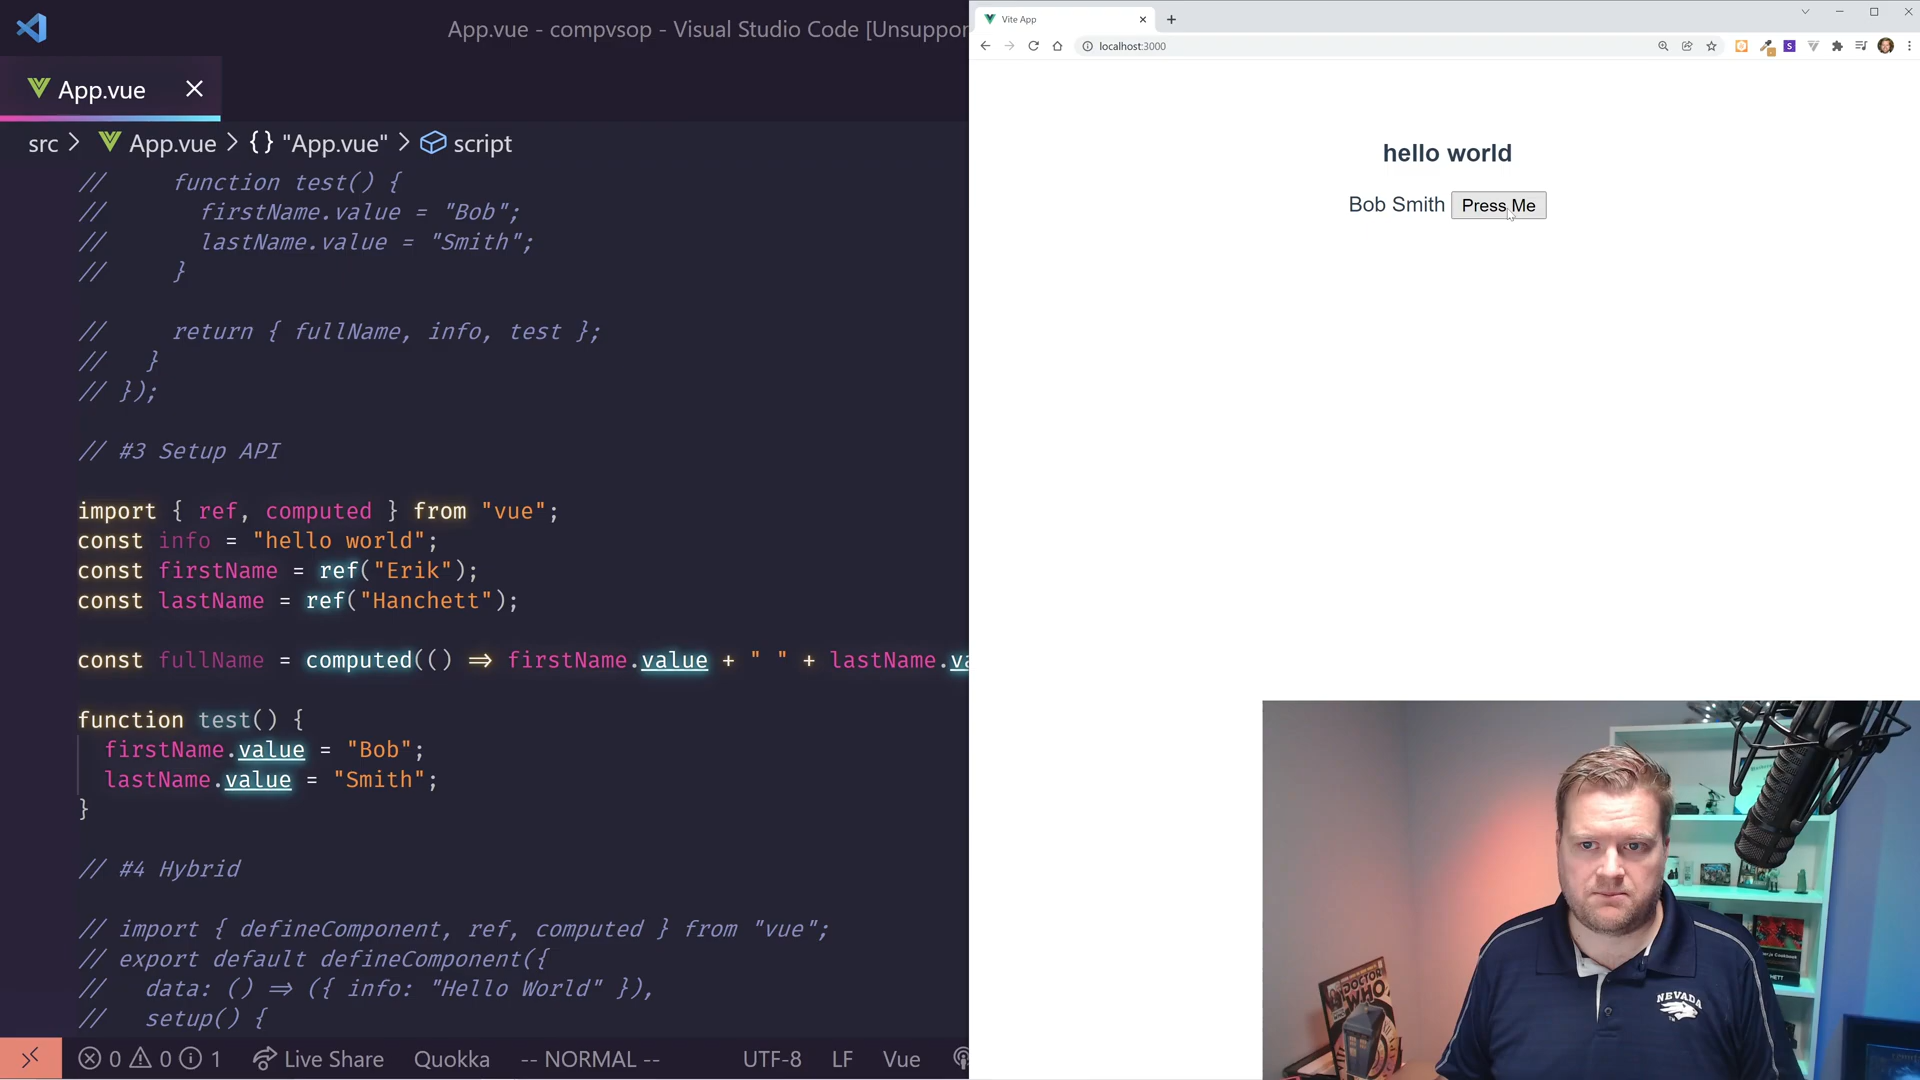 App.vue - compvsop - Visual Studio Code [Unsuppor
App.vue
src > App.vue > {} "App.vue" > script
//     function test() {
//       firstName.value = "Bob";
//       lastName.value = "Smith";
//     }
//     return { fullName, info, test };
//   }
// });
// #3 Setup API
import { ref, computed } from "vue";
const info = "hello world";
const firstName = ref("Erik");
const lastName = ref("Hanchett");
const fullName = computed(() => firstName.value + " " + lastName.va
function test() {
  firstName.value = "Bob";
  lastName.value = "Smith";
}
// #4 Hybrid
// import { defineComponent, ref, computed } from "vue";
// export default defineComponent({
//   data: () => ({ info: "Hello World" }),
//   setup() {
0 0 1 Live Share Quokka -- NORMAL -- UTF-8 LF Vue
Vite App
localhost:3000
hello world
Bob Smith Press Me
DOCTOR
WHO
NEVADA